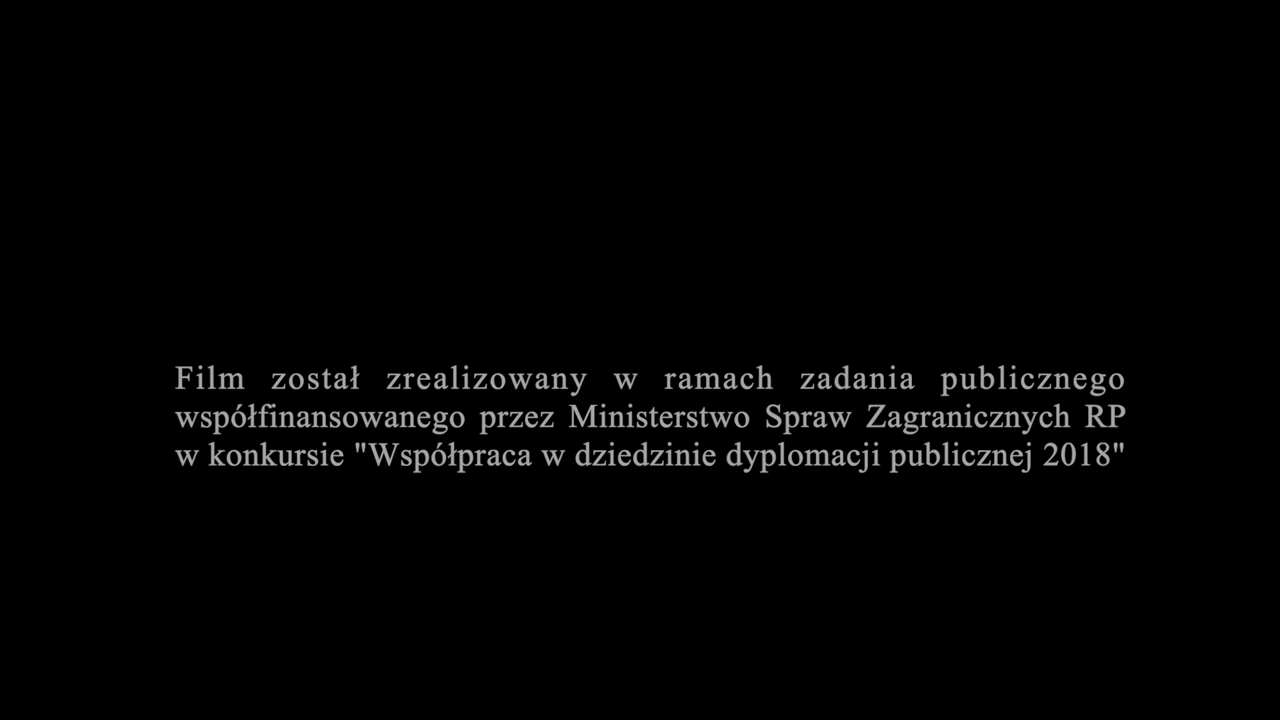 Film został zrealizowany w ramach zadania publicznego
współfinansowanego przez Ministerstwo Spraw Zagranicznych RP
w konkursie "Współpraca w dziedzinie dyplomacji publicznej 2018"